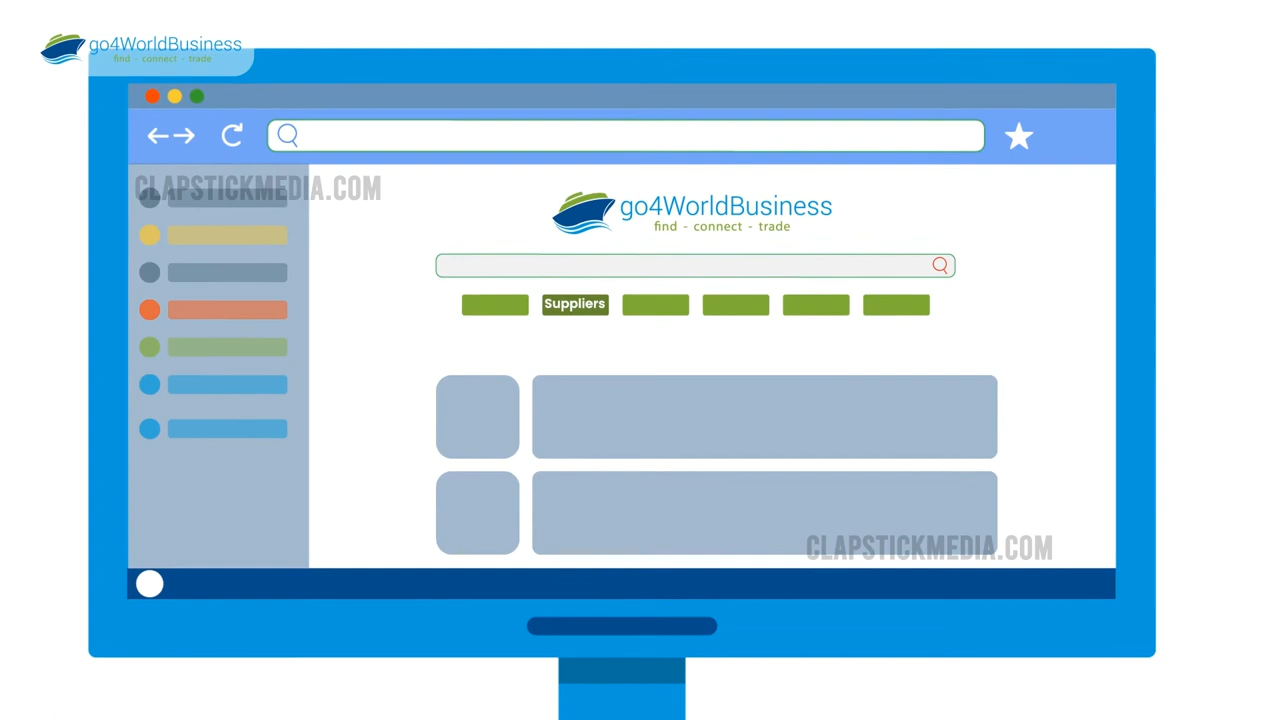 go4WorldBusiness
find - connect - trade
CLAPSTICKMEDIA.COM
go4WorldBusiness
find - connect - trade
Suppliers
CLAPSTICKMEDIA.COM